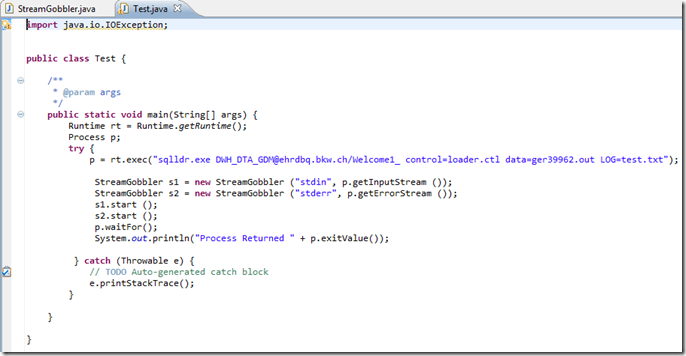 StreamGobbler.java Test.java
import java.io.IOException;
public class Test {
/**
* @param args
*/
public static void main(String[] args) {
Runtime rt = Runtime.getRuntime();
Process p;
try {
p = rt.exec("sqlldr.exe DWH_DTA_GDM@ehrdbq.bkw.ch/Welcome1_ control=loader.ctl data=ger39962.out LOG=test.txt");
StreamGobbler s1 = new StreamGobbler ("stdin", p.getInputStream ());
StreamGobbler s2 = new StreamGobbler ("stderr", p.getErrorStream ());
s1.start ();
s2.start ();
p.waitFor();
System.out.println("Process Returned " + p.exitValue());
} catch (Throwable e) {
// TODO Auto-generated catch block
e.printStackTrace();
}
}
}